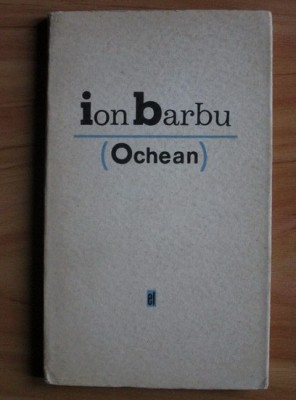 ion barbu
(Ochean)
el